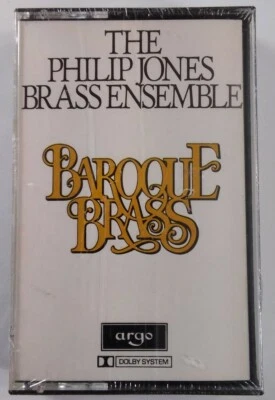 THE
PHILIP JONES
BRASS ENSEMBLE
BAROQUE
BRASS
argo
DOLBY SYSTEM